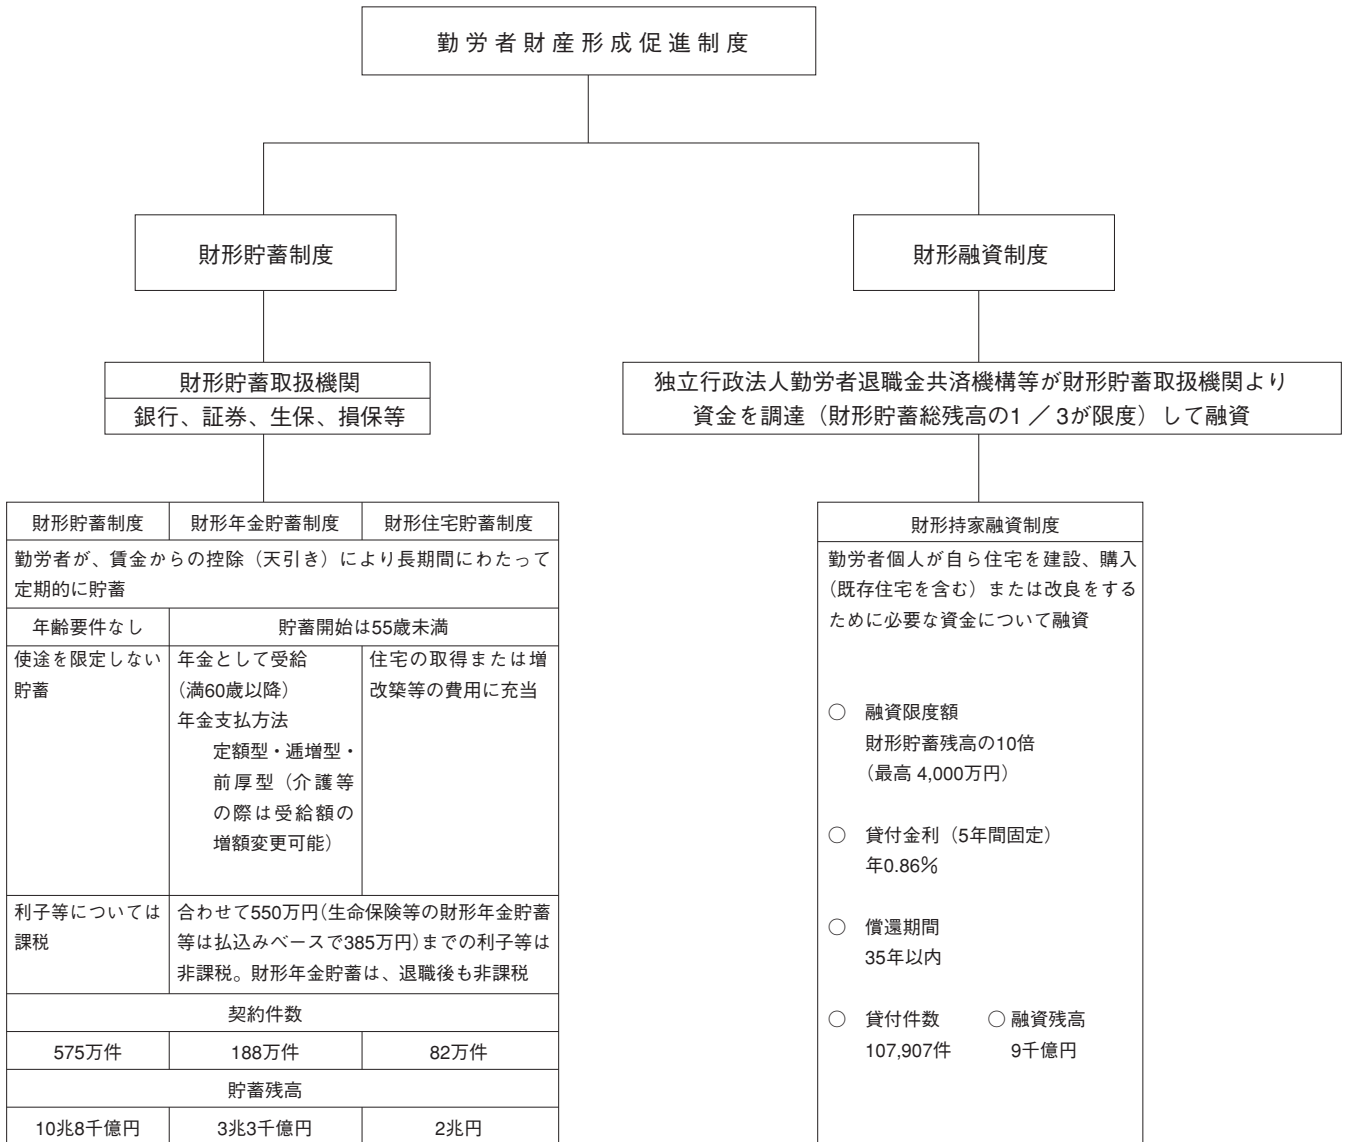 勤労者財産形成促進制度
財形貯蓄制度
財形融資制度
財形貯蓄取扱機関
銀行、証券、生保、損保等
独立行政法人勤労者退職金共済機構等が財形貯蓄取扱機関より
資金を調達（財形貯蓄総残高の1／3が限度）して融資
財形貯蓄制度
財形年金貯蓄制度
財形住宅貯蓄制度
勤労者が、賃金からの控除（天引き）により長期間にわたって
定期的に貯蓄
年齢要件なし
貯蓄開始は55歳未満
使途を限定しない
貯蓄
年金として受給
（満60歳以降）
年金支払方法
定額型・逓増型・
前厚型（介護等
の際は受給額の
増額変更可能）
住宅の取得または増
改築等の費用に充当
利子等については
課税
合わせて550万円（生命保険等の財形年金貯蓄
等は払込みベースで385万円）までの利子等は
非課税。財形年金貯蓄は、退職後も非課税
契約件数
575万件
188万件
82万件
貯蓄残高
10兆8千億円
3兆3千億円
2兆円
財形持家融資制度
勤労者個人が自ら住宅を建設、購入
（既存住宅を含む）または改良をする
ために必要な資金について融資
○ 融資限度額
財形貯蓄残高の10倍
（最高 4,000万円）
○ 貸付金利（5年間固定）
年0.86％
○ 償還期間
35年以内
○ 貸付件数 ○ 融資残高
107,907件 9千億円